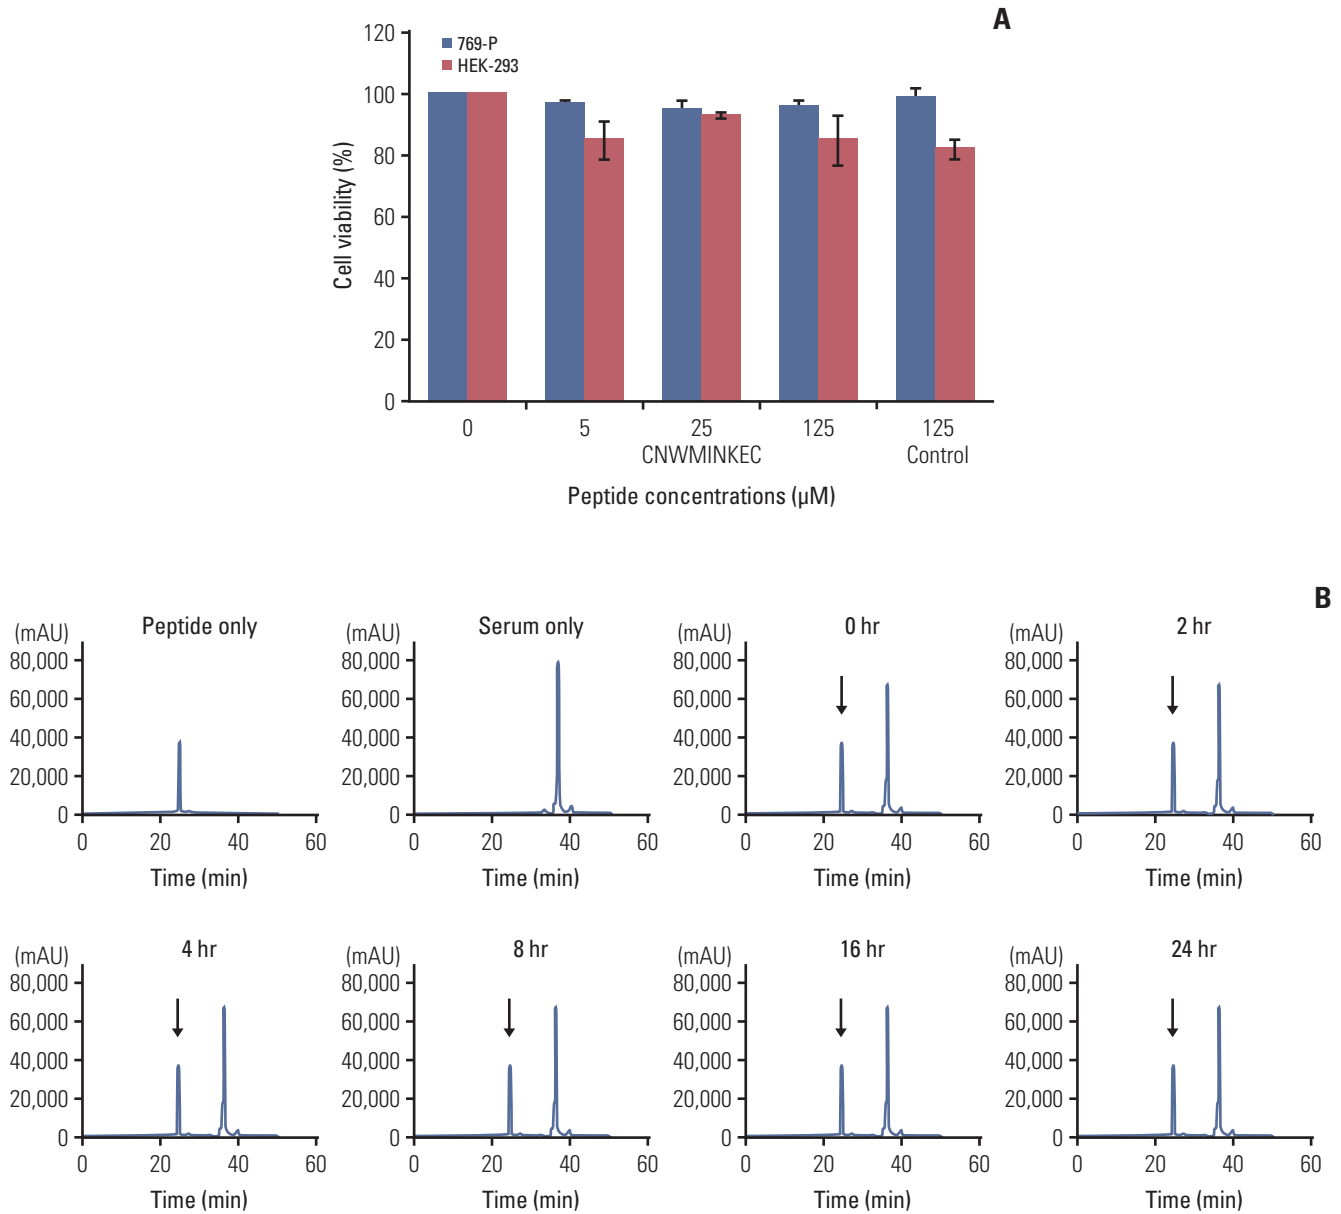 A
769-P
HEK-293
Cell viability (%)
120
100
80
60
40
20
0
0 5 25 125 125
CNWMINKEC Control
Peptide concentrations (µM)
B
(mAU) Peptide only
80,000
60,000
40,000
20,000
0
0 20 40 60
Time (min)
(mAU) Serum only
80,000
60,000
40,000
20,000
0
0 20 40 60
Time (min)
(mAU) 0 hr
80,000
60,000
40,000
20,000
0
0 20 40 60
Time (min)
(mAU) 2 hr
80,000
60,000
40,000
20,000
0
0 20 40 60
Time (min)
(mAU) 4 hr
80,000
60,000
40,000
20,000
0
0 20 40 60
Time (min)
(mAU) 8 hr
80,000
60,000
40,000
20,000
0
0 20 40 60
Time (min)
(mAU) 16 hr
80,000
60,000
40,000
20,000
0
0 20 40 60
Time (min)
(mAU) 24 hr
80,000
60,000
40,000
20,000
0
0 20 40 60
Time (min)